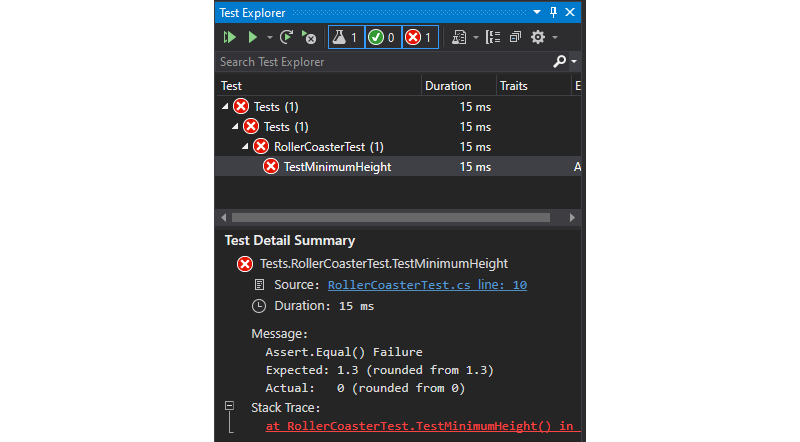 Test Explorer
1 0 1
Search Test Explorer
Test Duration Traits E
Tests (1) 15 ms
Tests (1) 15 ms
RollerCoasterTest (1) 15 ms
TestMinimumHeight 15 ms A
Test Detail Summary
Tests.RollerCoasterTest.TestMinimumHeight
Source: RollerCoasterTest.cs line: 10
Duration: 15 ms
Message:
Assert.Equal() Failure
Expected: 1.3 (rounded from 1.3)
Actual: 0 (rounded from 0)
Stack Trace:
at RollerCoasterTest.TestMinimumHeight() in